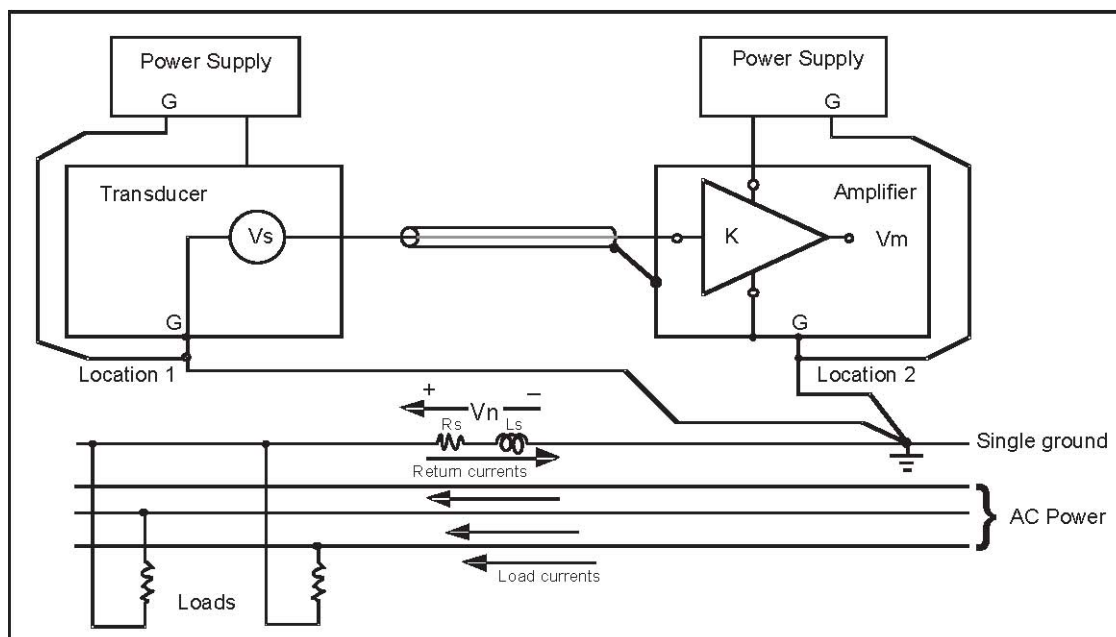 Power Supply
G
Power Supply
G
Transducer
Vs
G
Location 1
K
Amplifier
Vm
G
Location 2
+
Vn
−
Rs
Ls
Return currents
Single ground
AC Power
Load currents
Loads